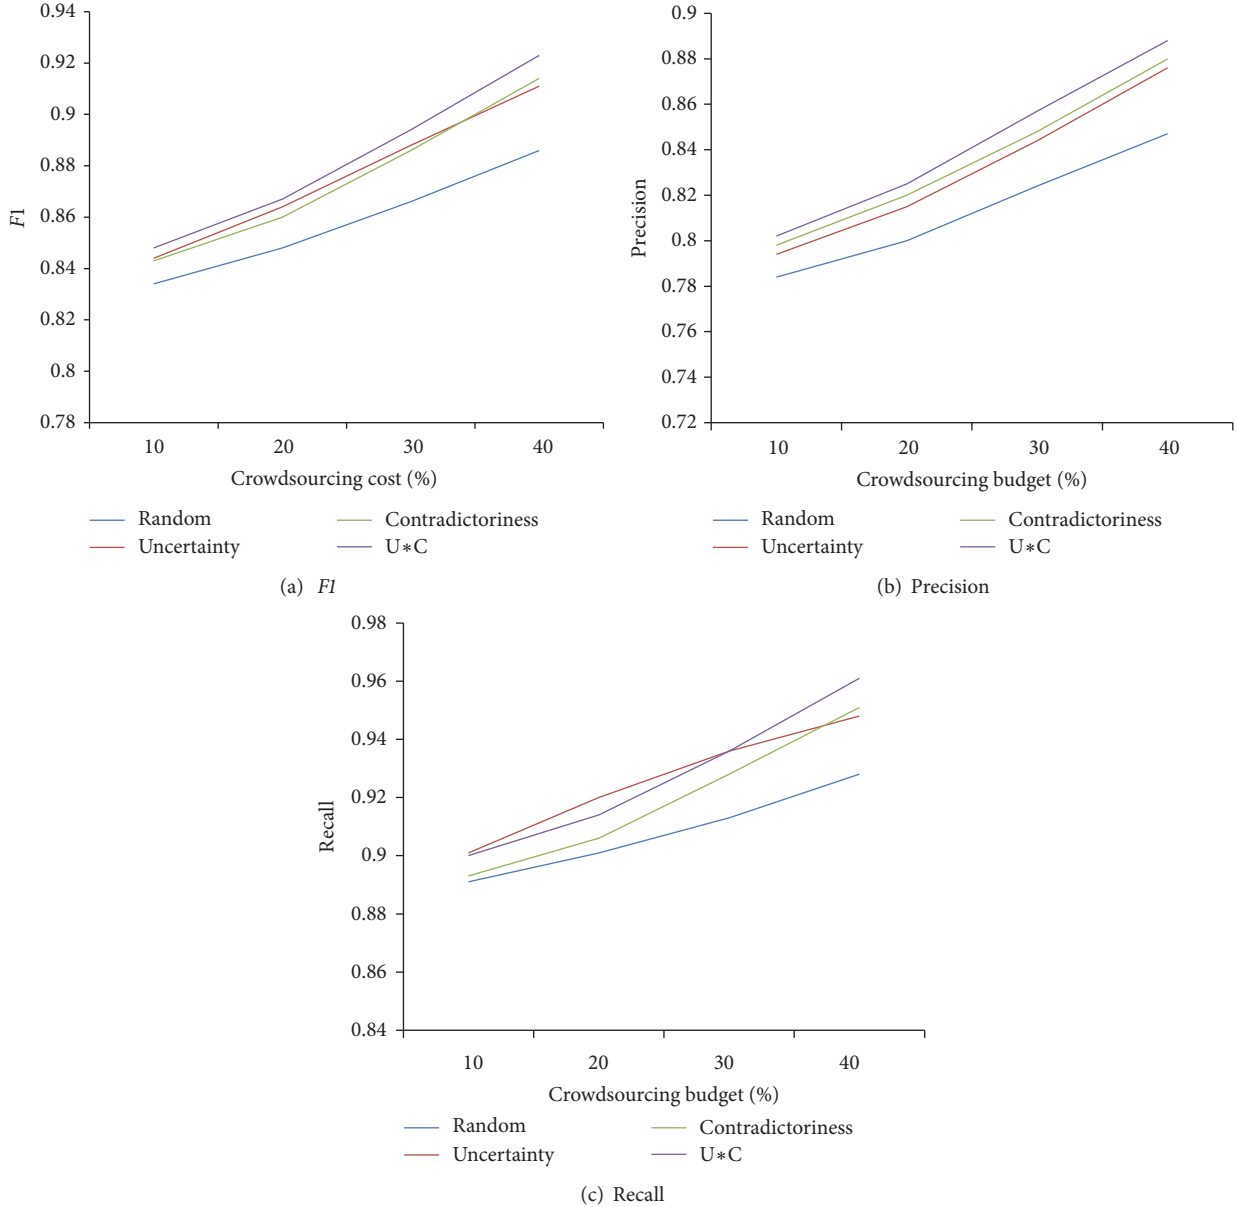 0.94
0.92
0.9
0.88
0.86
0.84
0.82
0.8
0.78
F1
10 20 30 40
Crowdsourcing cost (%)
Random
Contradictoriness
Uncertainty
U∗C
(a) F1
0.9
0.88
0.86
0.84
0.82
0.8
0.78
0.76
0.74
0.72
Precision
10 20 30 40
Crowdsourcing budget (%)
Random
Contradictoriness
Uncertainty
U∗C
(b) Precision
0.98
0.96
0.94
0.92
0.9
0.88
0.86
0.84
Recall
10 20 30 40
Crowdsourcing budget (%)
Random
Contradictoriness
Uncertainty
U∗C
(c) Recall